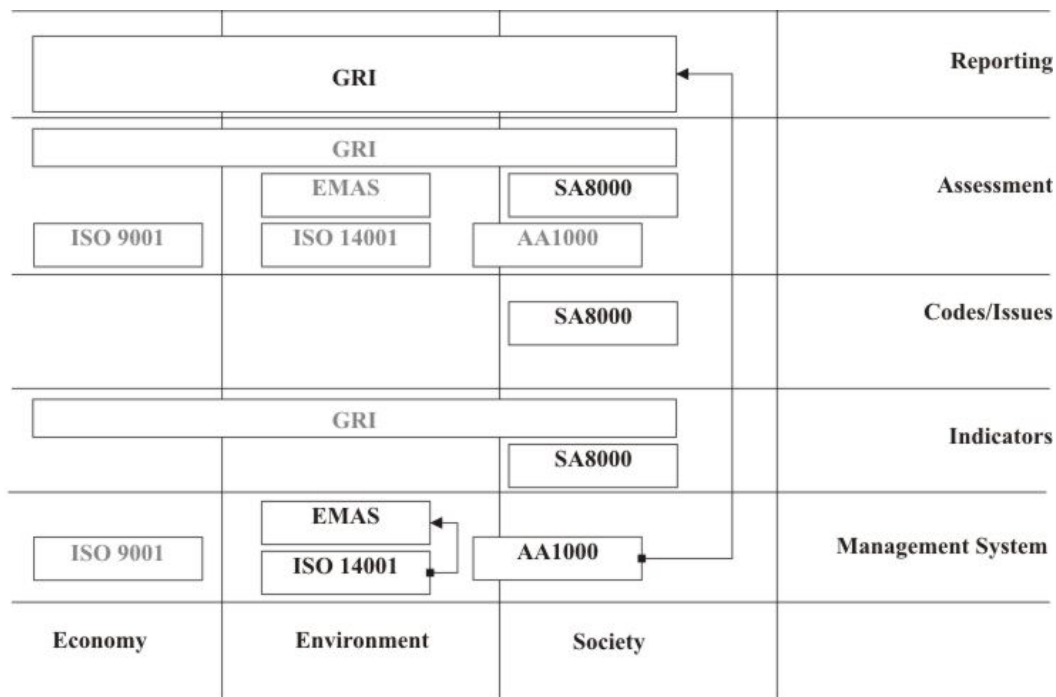 GRI
Reporting
GRI
EMAS
SA8000
Assessment
ISO 9001
ISO 14001
AA1000
SA8000
Codes/Issues
GRI
SA8000
Indicators
EMAS
ISO 9001
ISO 14001
AA1000
Management System
Economy
Environment
Society